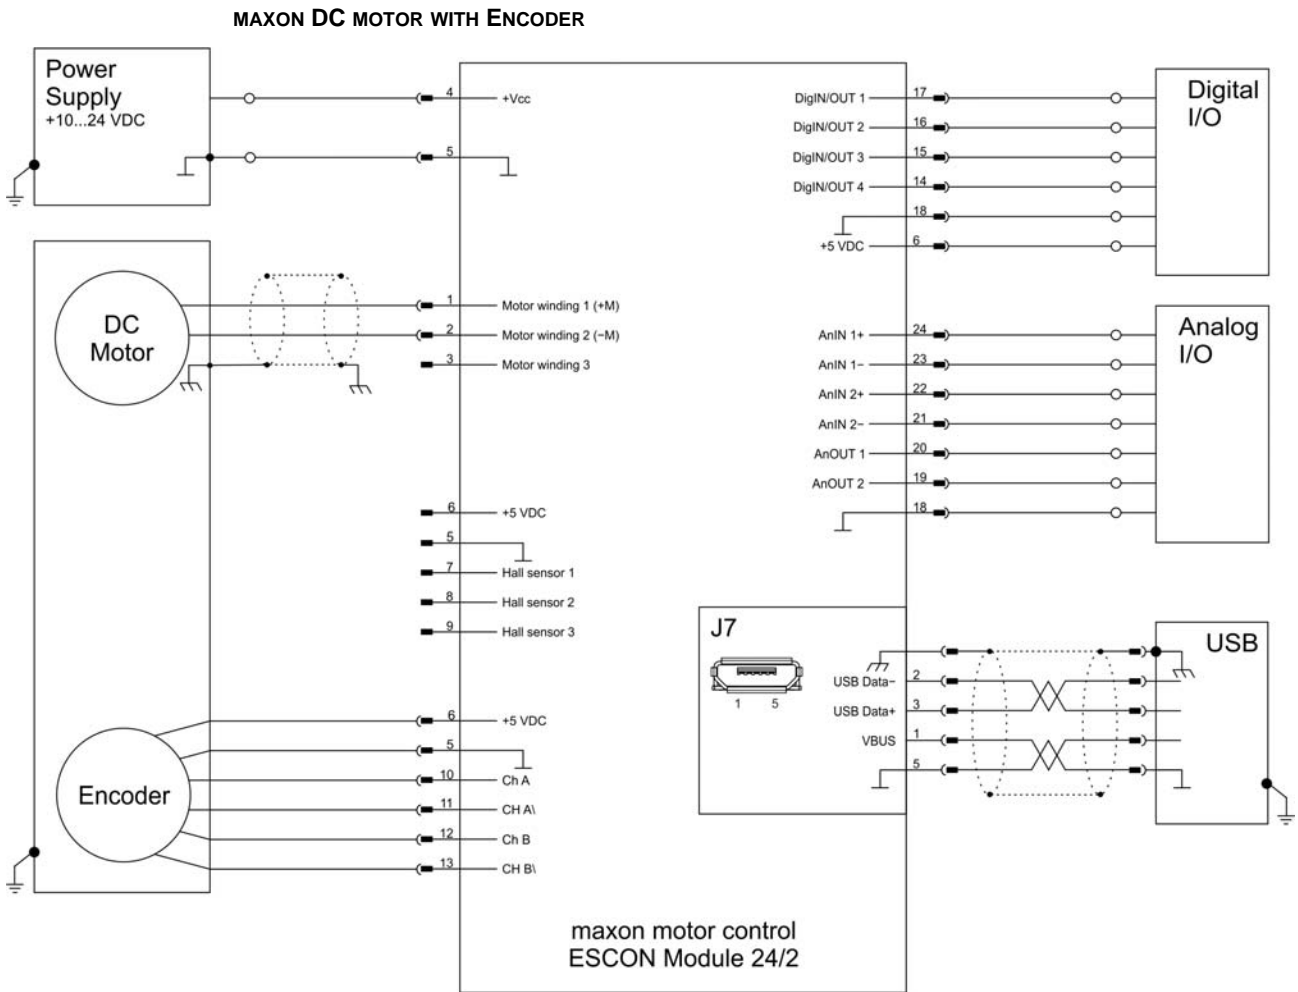 MAXON DC MOTOR WITH ENCODER
Power
Supply
+10...24 VDC
4
+Vcc
5
DC
Motor
1
Motor winding 1 (+M)
2
Motor winding 2 (−M)
3
Motor winding 3
6
+5 VDC
5
7
Hall sensor 1
8
Hall sensor 2
9
Hall sensor 3
Encoder
6
+5 VDC
5
10
Ch A
11
CH A\
12
Ch B
13
CH B\
DigIN/OUT 1
17
DigIN/OUT 2
16
DigIN/OUT 3
15
DigIN/OUT 4
14
18
+5 VDC
6
Digital
I/O
AnIN 1+
24
AnIN 1−
23
AnIN 2+
22
AnIN 2−
21
AnOUT 1
20
AnOUT 2
19
18
Analog
I/O
J7
1 5
USB Data−
2
USB Data+
3
VBUS
1
5
USB
maxon motor control
ESCON Module 24/2